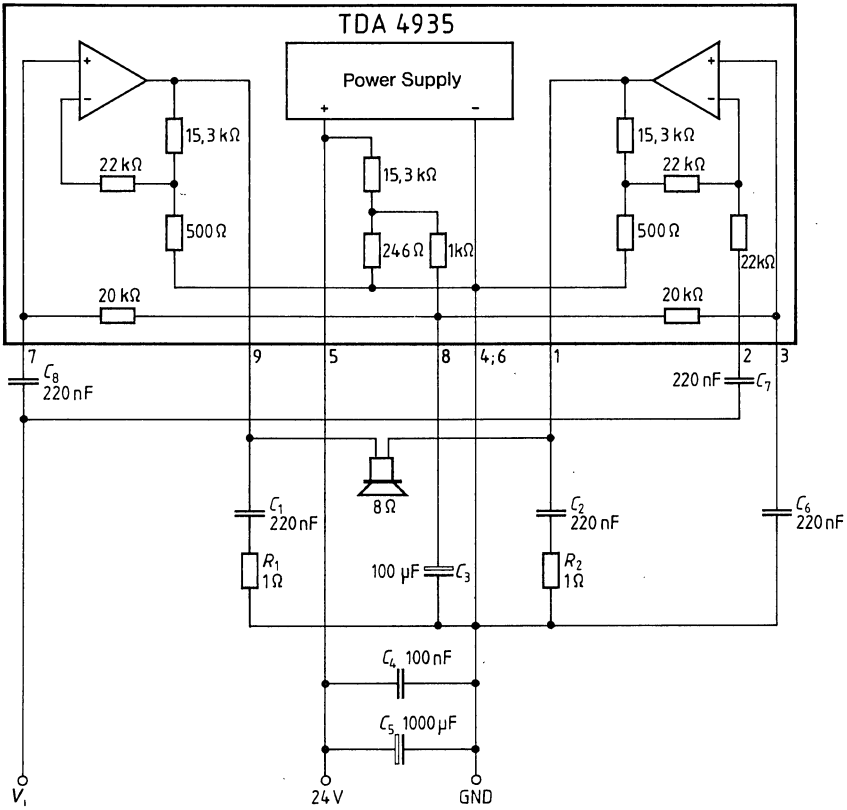 TDA 4935
Power Supply
+
−
+
−
+
−
15,3 kΩ
22 kΩ
500 Ω
15,3 kΩ
246 Ω
1kΩ
15,3 kΩ
22 kΩ
500 Ω
22kΩ
20 kΩ
20 kΩ
7
9
5
8
4;6
1
2
3
C8
220 nF
220 nF C7
8 Ω
C1
220 nF
C2
220 nF
C6
220 nF
R1
1Ω
100 µF C3
R2
1Ω
C4 100 nF
C5 1000 µF
24 V
GND